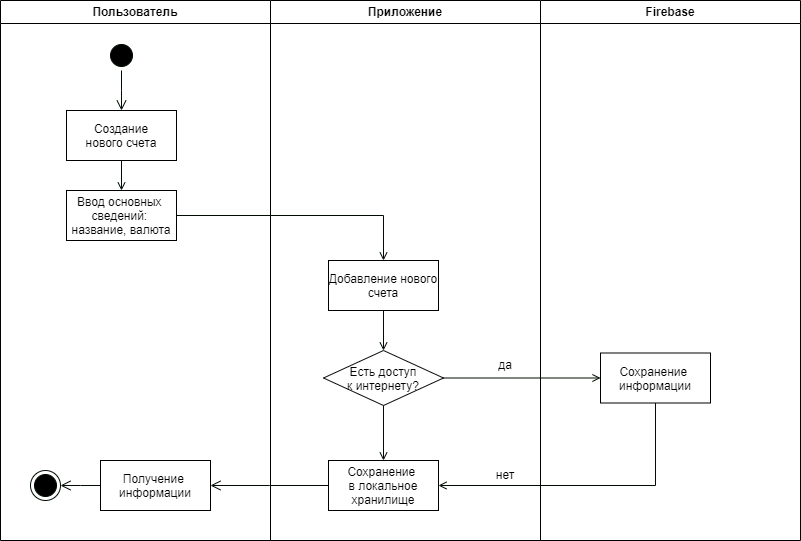 Пользователь
Приложение
Firebase
Создание
нового счета
Ввод основных
сведений:
название, валюта
Добавление нового
счета
Есть доступ
к интернету?
да
Сохранение
информации
нет
Сохранение
в локальное
хранилище
Получение
информации